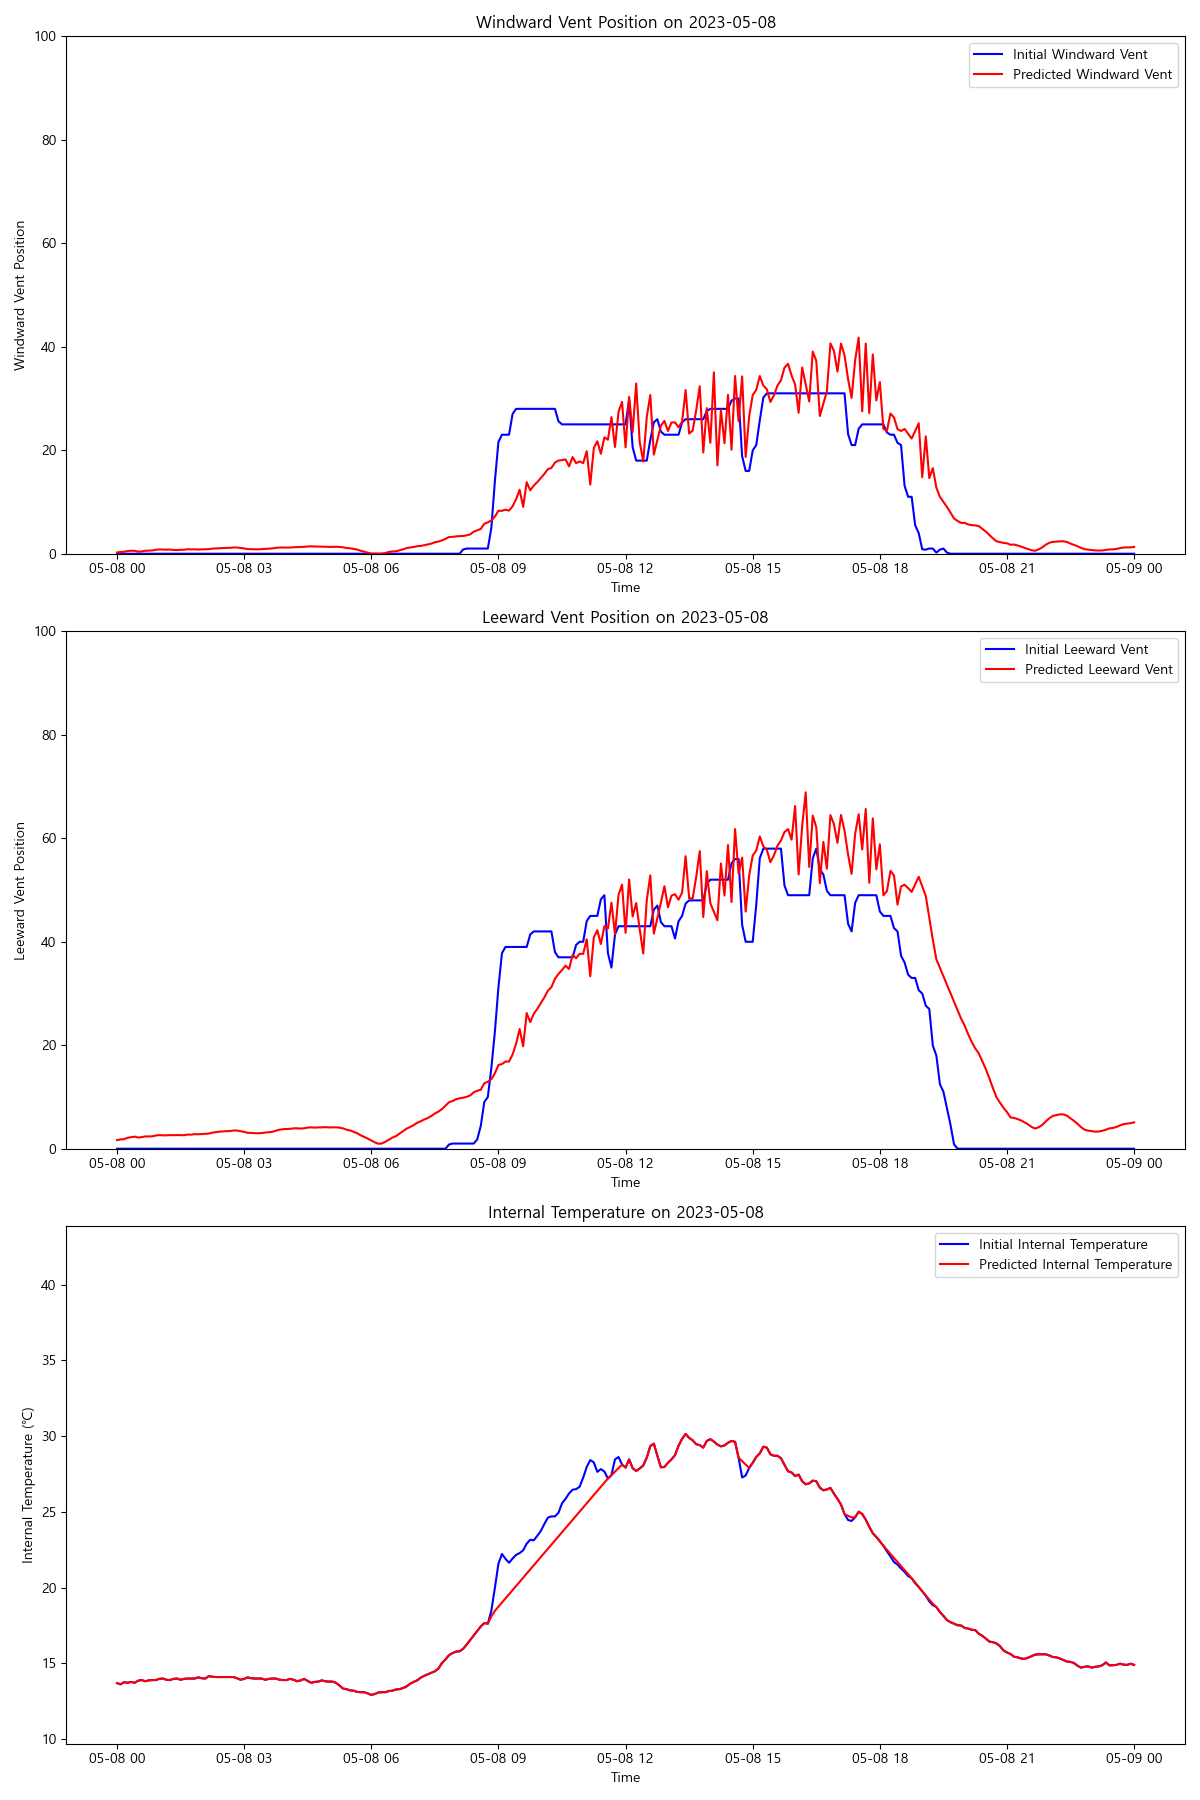 Windward Vent Position on 2023-05-08
Initial Windward Vent
Predicted Windward Vent
Windward Vent Position
100
80
60
40
20
0
05-08 00 05-08 03 05-08 06 05-08 09 05-08 12 05-08 15 05-08 18 05-08 21 05-09 00
Time
Leeward Vent Position on 2023-05-08
Initial Leeward Vent
Predicted Leeward Vent
Leeward Vent Position
100
80
60
40
20
0
05-08 00 05-08 03 05-08 06 05-08 09 05-08 12 05-08 15 05-08 18 05-08 21 05-09 00
Time
Internal Temperature on 2023-05-08
Initial Internal Temperature
Predicted Internal Temperature
Internal Temperature (℃)
40
35
30
25
20
15
10
05-08 00 05-08 03 05-08 06 05-08 09 05-08 12 05-08 15 05-08 18 05-08 21 05-09 00
Time